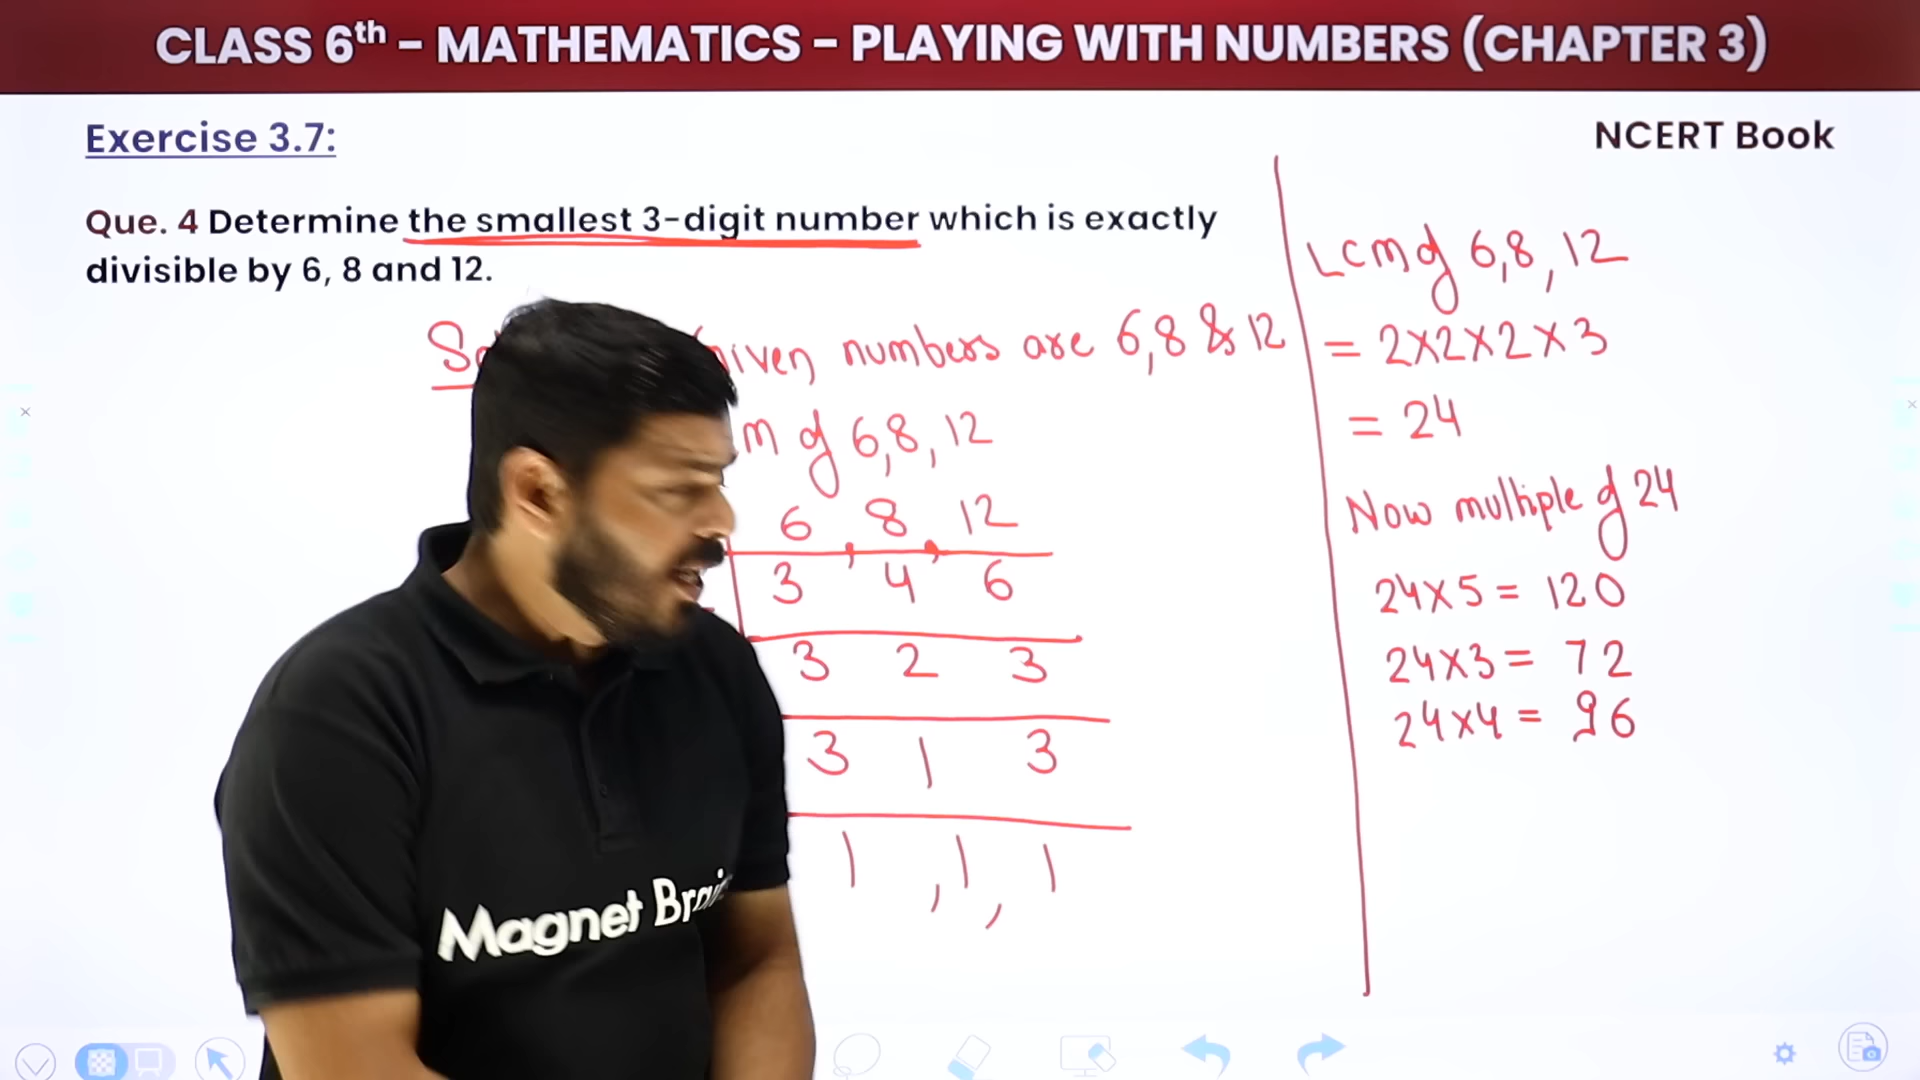 CLASS 6th – MATHEMATICS – PLAYING WITH NUMBERS (CHAPTER 3)
Exercise 3.7:
NCERT Book
Que. 4 Determine the smallest 3-digit number which is exactly
divisible by 6, 8 and 12.
numbers are 6,8 & 12
of 6,8,12
6 , 8 , 12
3 4 6
3 2 3
3 1 3
1 , 1 , 1
LCM of 6,8,12
= 2×2×2×3
= 24
Now multiple of 24
24×5 = 120
24×3 = 72
24×4 = 96
Magnet